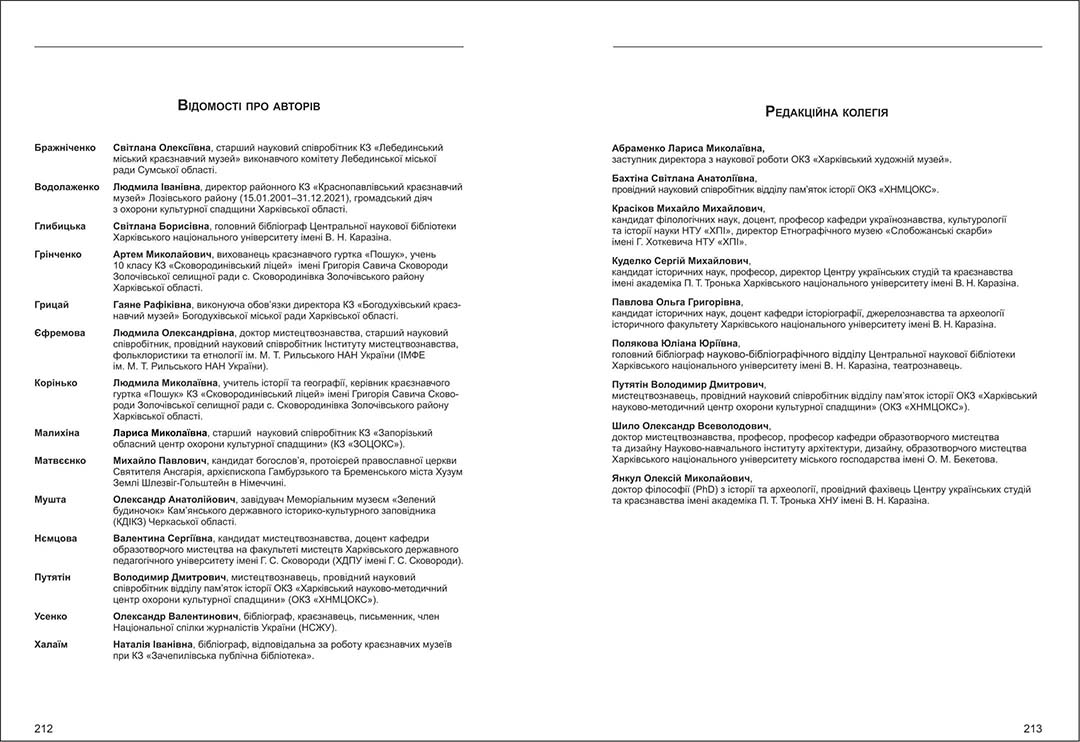 Відомості про авторів
Бражніченко Світлана Олексіївна, старший науковий співробітник КЗ «Лебединський
міський краєзнавчий музей» виконавчого комітету Лебединської міської
ради Сумської області.
Водолаженко Людмила Іванівна, директор районного КЗ «Краснопавлівський краєзнавчий
музей» Лозівського району (15.01.2001–31.12.2021), громадський діяч
з охорони культурної спадщини Харківської області.
Глибицька Світлана Борисівна, головний бібліограф Центральної наукової бібліотеки
Харківського національного університету імені В. Н. Каразіна.
Грінченко Артем Миколайович, вихованець краєзнавчого гуртка «Пошук», учень
10 класу КЗ «Сковородинівський ліцей» імені Григорія Савича Сковороди
Золочівської селищної ради с. Сковородинівка Золочівського району
Харківської області.
Грицай Гаяне Рафіківна, виконуюча обов’язки директора КЗ «Богодухівський краєз-
навчий музей» Богодухівської міської ради Харківської області.
Єфремова Людмила Олександрівна, доктор мистецтвознавства, старший науковий
співробітник, провідний науковий співробітник Інституту мистецтвознавства,
фольклористики та етнології ім. М. Т. Рильського НАН України (ІМФЕ
ім. М. Т. Рильського НАН України).
Корінько Людмила Миколаївна, учитель історії та географії, керівник краєзнавчого
гуртка «Пошук» КЗ «Сковородинівський ліцей» імені Григорія Савича Сково-
роди Золочівської селищної ради с. Сковородинівка Золочівського району
Харківської області.
Малихіна Лариса Миколаївна, старший науковий співробітник КЗ «Запорізький
обласний центр охорони культурної спадщини» (КЗ «ЗОЦОКС»).
Матвєєнко Михайло Павлович, кандидат богослов’я, протоієрей православної церкви
Святителя Ансгарія, архієпископа Гамбурзького та Бременського міста Хузум
Землі Шлезвіг-Гольштейн в Німеччині.
Мушта Олександр Анатолійович, завідувач Меморіальним музеєм «Зелений
будиночок» Кам’янського державного історико-культурного заповідника
(КДІКЗ) Черкаської області.
Нємцова Валентина Сергіївна, кандидат мистецтвознавства, доцент кафедри
образотворчого мистецтва на факультеті мистецтв Харківського державного
педагогічного університету імені Г. С. Сковороди (ХДПУ імені Г. С. Сковороди).
Путятін Володимир Дмитрович, мистецтвознавець, провідний науковий
співробітник відділу пам’яток історії ОКЗ «Харківський науково-методичний
центр охорони культурної спадщини» (ОКЗ «ХНМЦОКС»).
Усенко Олександр Валентинович, бібліограф, краєзнавець, письменник, член
Національної спілки журналістів України (НСЖУ).
Халаїм Наталія Іванівна, бібліограф, відповідальна за роботу краєзнавчих музеїв
при КЗ «Зачепилівська публічна бібліотека».
212
Редакційна колегія
Абраменко Лариса Миколаївна,
заступник директора з наукової роботи ОКЗ «Харківський художній музей».
Бахтіна Світлана Анатоліївна,
провідний науковий співробітник відділу пам’яток історії ОКЗ «ХНМЦОКС».
Красіков Михайло Михайлович,
кандидат філологічних наук, доцент, професор кафедри українознавства, культурології
та історії науки НТУ «ХПІ», директор Етнографічного музею «Слобожанські скарби»
імені Г. Хоткевича НТУ «ХПІ».
Куделко Сергій Михайлович,
кандидат історичних наук, професор, директор Центру українських студій та краєзнавства
імені академіка П. Т. Тронька Харківського національного університету імені В. Н. Каразіна.
Павлова Ольга Григорівна,
кандидат історичних наук, доцент кафедри історіографії, джерелознавства та археології
історичного факультету Харківського національного університету імені В. Н. Каразіна.
Полякова Юліана Юріївна,
головний бібліограф науково-бібліографічного відділу Центральної наукової бібліотеки
Харківського національного університету імені В. Н. Каразіна, театрознавець.
Путятін Володимир Дмитрович,
мистецтвознавець, провідний науковий співробітник відділу пам’яток історії ОКЗ «Харківський
науково-методичний центр охорони культурної спадщини» (ОКЗ «ХНМЦОКС»).
Шило Олександр Всеволодович,
доктор мистецтвознавства, професор, професор кафедри образотворчого мистецтва
та дизайну Науково-навчального інституту архітектури, дизайну, образотворчого мистецтва
Харківського національного університету міського господарства імені О. М. Бекетова.
Янкул Олексій Миколайович,
доктор філософії (PhD) з історії та археології, провідний фахівець Центру українських студій
та краєзнавства імені академіка П. Т. Тронька ХНУ імені В. Н. Каразіна.
213